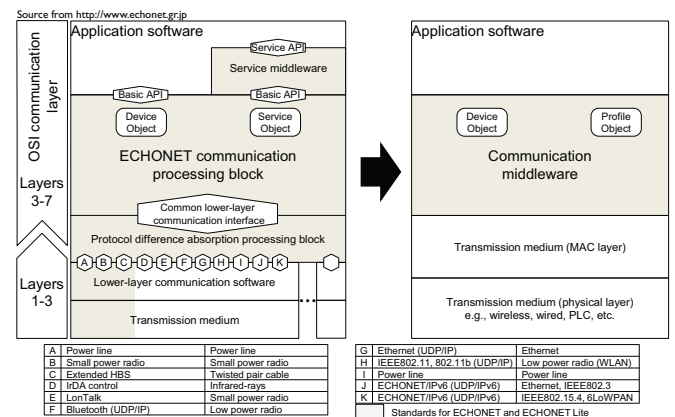 Source from http://www.echonet.gr.jp
OSI communication
layer
Layers
3-7
Layers
1-3
Application software
Service API
Service middleware
Basic API
Basic API
Device
Object
Service
Object
ECHONET communication
processing block
Common lower-layer
communication interface
Protocol difference absorption processing block
A B C D E F G H I J K
Lower-layer communication software
...
Transmission medium
Application software
Device
Object
Profile
Object
Communication
middleware
Transmission medium (MAC layer)
Transmission medium (physical layer)
e.g., wireless, wired, PLC, etc.
A Power line Power line
B Small power radio Small power radio
C Extended HBS Twisted pair cable
D IrDA control Infrared-rays
E LonTalk Small power radio
F Bluetooth (UDP/IP) Low power radio
G Ethernet (UDP/IP) Ethernet
H IEEE802.11, 802.11b (UDP/IP) Low power radio (WLAN)
I Power line Power line
J ECHONET/IPv6 (UDP/IPv6) Ethernet, IEEE802.3
K ECHONET/IPv6 (UDP/IPv6) IEEE802.15.4, 6LoWPAN
Standards for ECHONET and ECHONET Lite